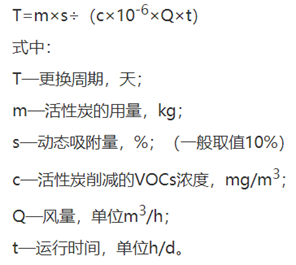 T=m×s÷（c×10⁻⁶×Q×t）
式中：
T—更换周期，天；
m—活性炭的用量，kg；
s—动态吸附量，%；（一般取值10%）
c—活性炭削减的VOCs浓度，mg/m³；
Q—风量，单位m³/h；
t—运行时间，单位h/d。